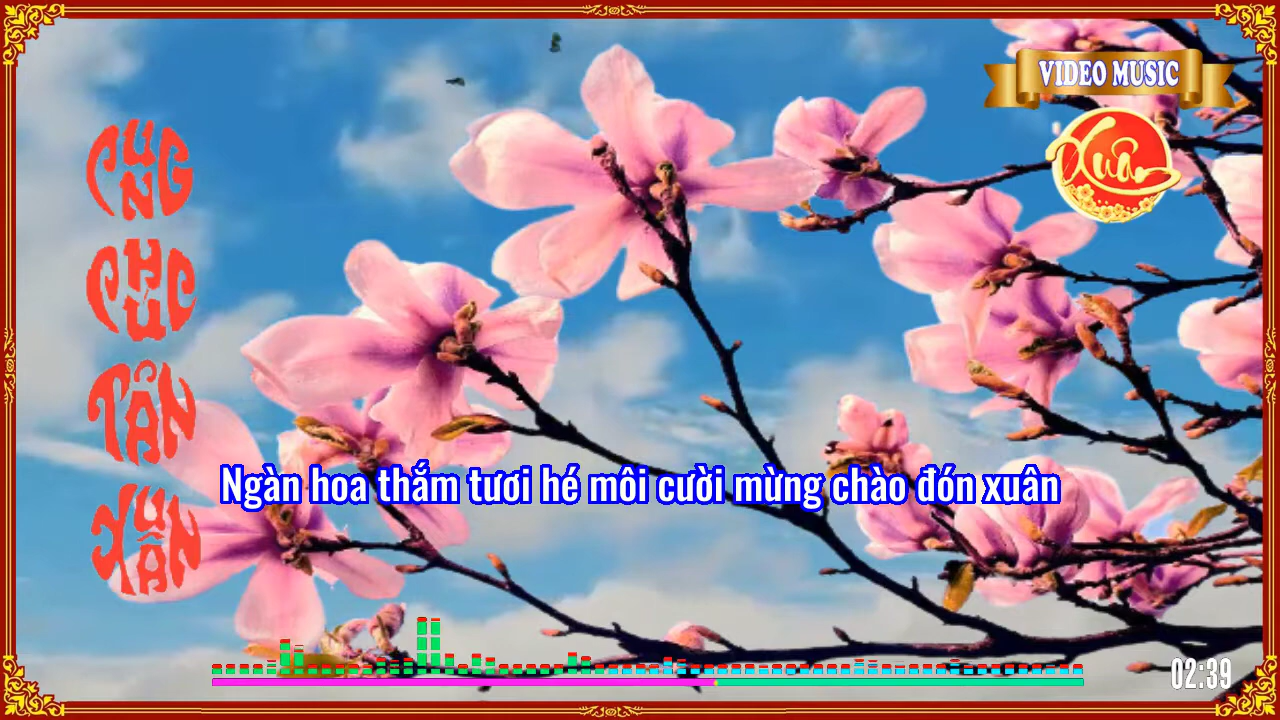 VIDEO MUSIC
Xuân
CUNG
CHÚC
TÂN
XUÂN
Ngàn hoa thắm tươi hé môi cười mừng chào đón xuân
02:39